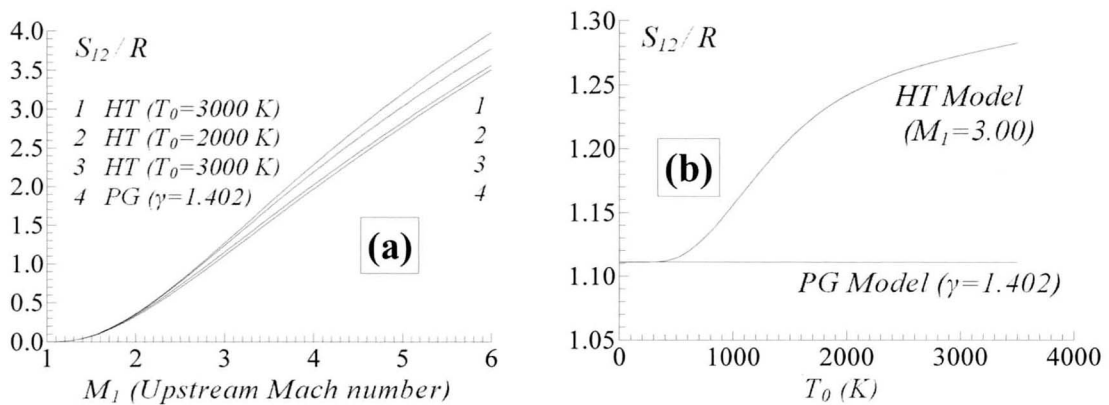 S12/R
4.0
3.5
3.0
2.5
2.0
1.5
1.0
0.5
0.0
1 HT (T0=3000 K)
2 HT (T0=2000 K)
3 HT (T0=3000 K)
4 PG (γ=1.402)
1
2
3
4
(a)
1 2 3 4 5 6
M1 (Upstream Mach number)
S12/R
1.30
1.25
1.20
1.15
1.10
1.05
HT Model
(M1=3.00)
(b)
PG Model (γ=1.402)
0 1000 2000 3000 4000
T0 (K)